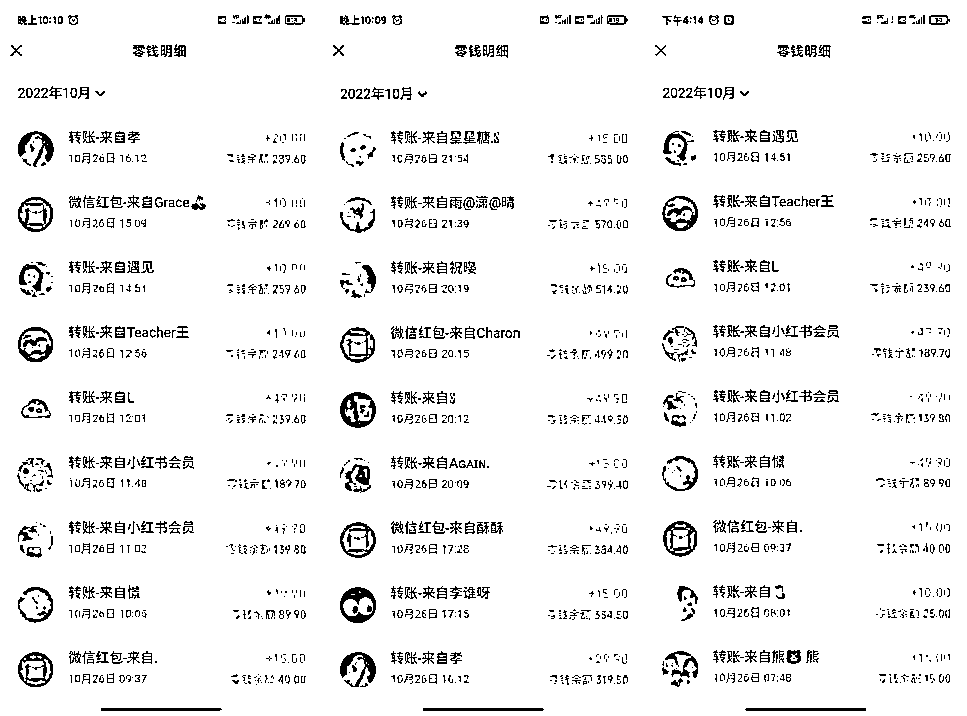 晚上10:10
零钱明细
2022年10月
转账-来自孝
10月26日 16:12
零钱余额 289.60
微信红包-来自Grace🍒
+10.00
10月26日 15:09
零钱余额 269.60
转账-来自遇见
+10.00
10月26日 14:51
零钱余额 259.60
转账-来自Teacher王
10月26日 12:56
零钱余额 249.60
转账-来自L
+49.90
10月26日 12:01
零钱余额 239.60
转账-来自小红书会员
10月26日 11:48
零钱余额 189.70
转账-来自小红书会员
+49.90
10月26日 11:02
零钱余额 139.80
转账-来自慌
10月26日 10:06
零钱余额 89.90
微信红包-来自.
+15.00
10月26日 09:37
零钱余额 40.00
晚上10:09
零钱明细
2022年10月
转账-来自星星糖.S
+15.00
10月26日 21:54
零钱余额 585.00
转账-来自雨@潇@晴
10月26日 21:39
零钱余额 570.00
转账-来自祝
+15.00
10月26日 20:19
零钱余额 514.20
微信红包-来自Charon
+49.90
10月26日 20:15
零钱余额 499.20
转账-来自S
+49.90
10月26日 20:12
零钱余额 449.30
转账-来自AGAIN.
+15.00
10月26日 20:09
零钱余额 399.40
微信红包-来自酥酥
+49.90
10月26日 17:28
零钱余额 384.40
转账-来自李谁呀
+15.00
10月26日 17:15
零钱余额 334.50
转账-来自孝
+29.90
10月26日 16:12
零钱余额 319.50
下午4:14
零钱明细
2022年10月
转账-来自遇见
+10.00
10月26日 14:51
零钱余额 259.60
转账-来自Teacher王
+10.00
10月26日 12:56
零钱余额 249.60
转账-来自L
+49.90
10月26日 12:01
零钱余额 239.60
转账-来自小红书会员
10月26日 11:48
零钱余额 189.70
转账-来自小红书会员
+49.90
10月26日 11:02
零钱余额 139.80
转账-来自慌
+49.90
10月26日 10:06
零钱余额 89.90
微信红包-来自.
+15.00
10月26日 09:37
零钱余额 40.00
转账-来自
+10.00
10月26日 08:01
零钱余额 25.00
转账-来自熊🐻 熊
+15.00
10月26日 07:48
零钱余额 15.00